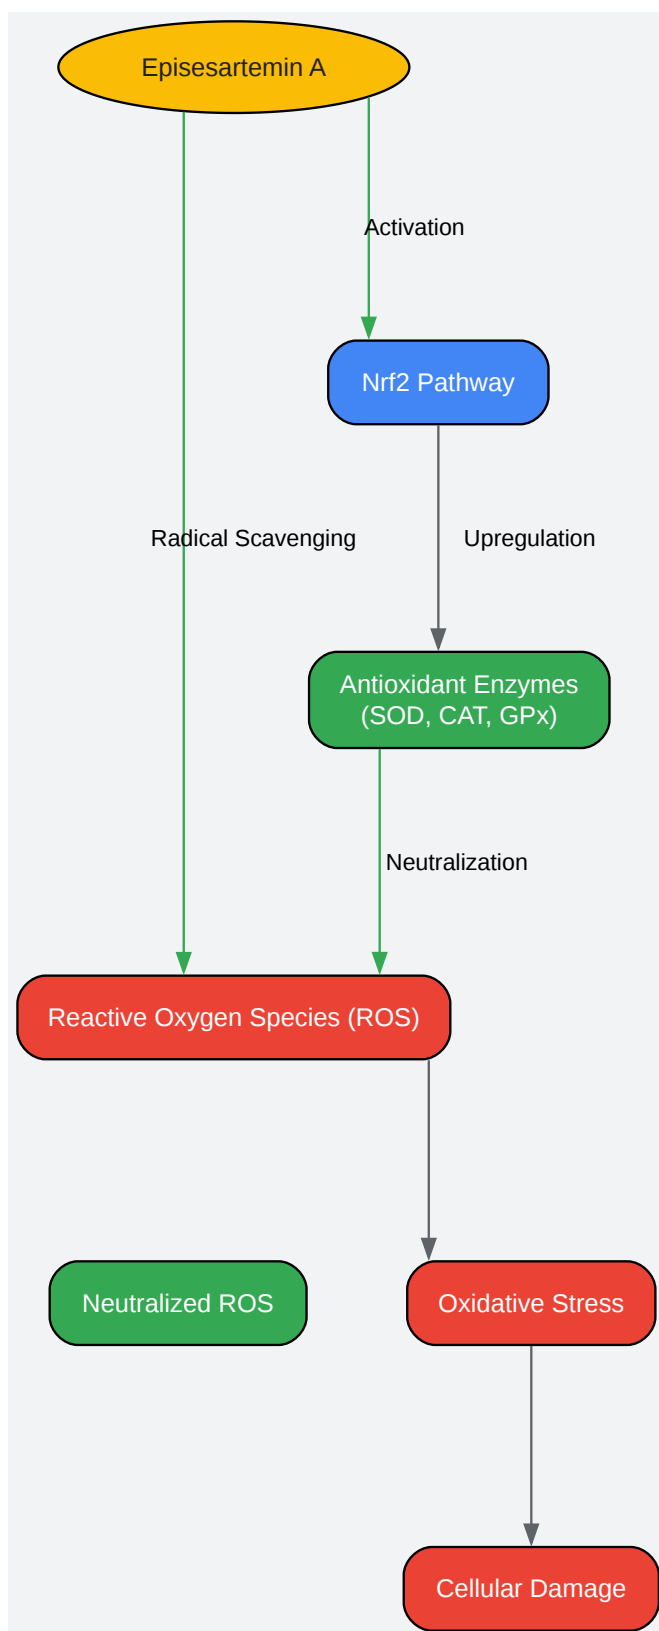 Episesartemin A
Activation
Nrf2 Pathway
Radical Scavenging
Upregulation
Antioxidant Enzymes
(SOD, CAT, GPx)
Neutralization
Reactive Oxygen Species (ROS)
Neutralized ROS
Oxidative Stress
Cellular Damage